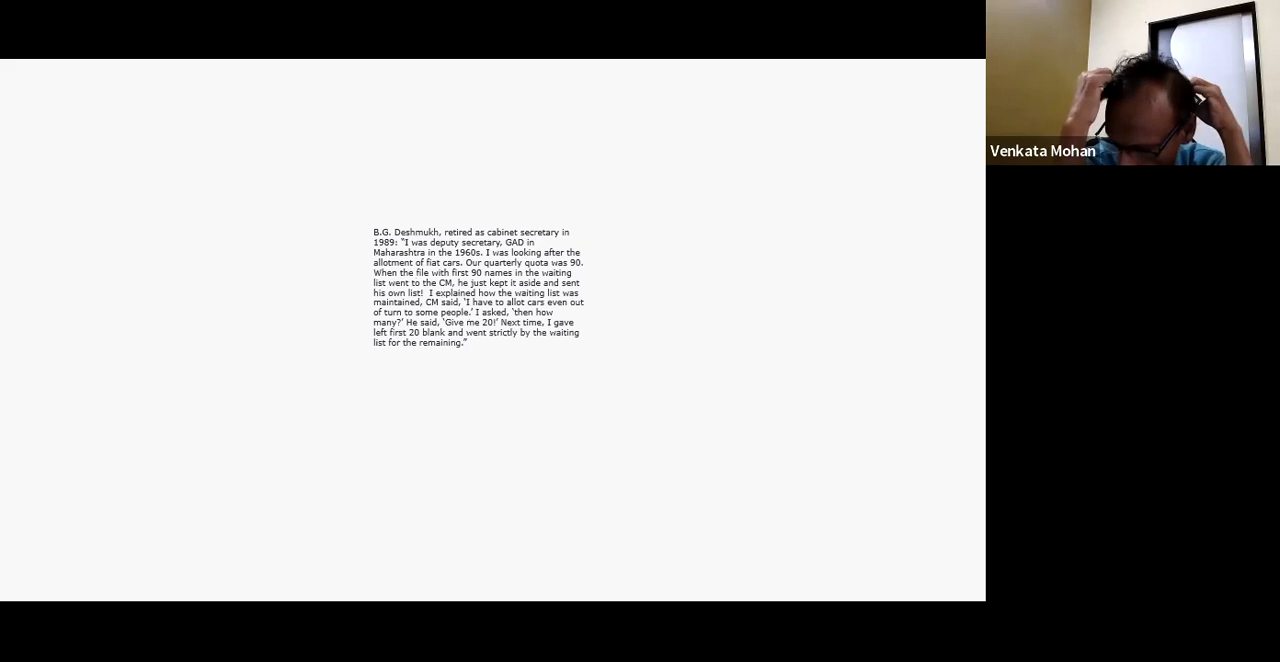 B.G. Deshmukh, retired as cabinet secretary in
1989: “I was deputy secretary, GAD in
Maharashtra in the 1960s. I was looking after the
allotment of fiat cars. Our quarterly quota was 90.
When the file with first 90 names in the waiting
list went to the CM, he just kept it aside and sent
his own list!  I explained how the waiting list was
maintained, CM said, ‘I have to allot cars even out
of turn to some people.’ I asked, ‘then how
many?’ He said, ‘Give me 20!’ Next time, I gave
left first 20 blank and went strictly by the waiting
list for the remaining.”
Venkata Mohan